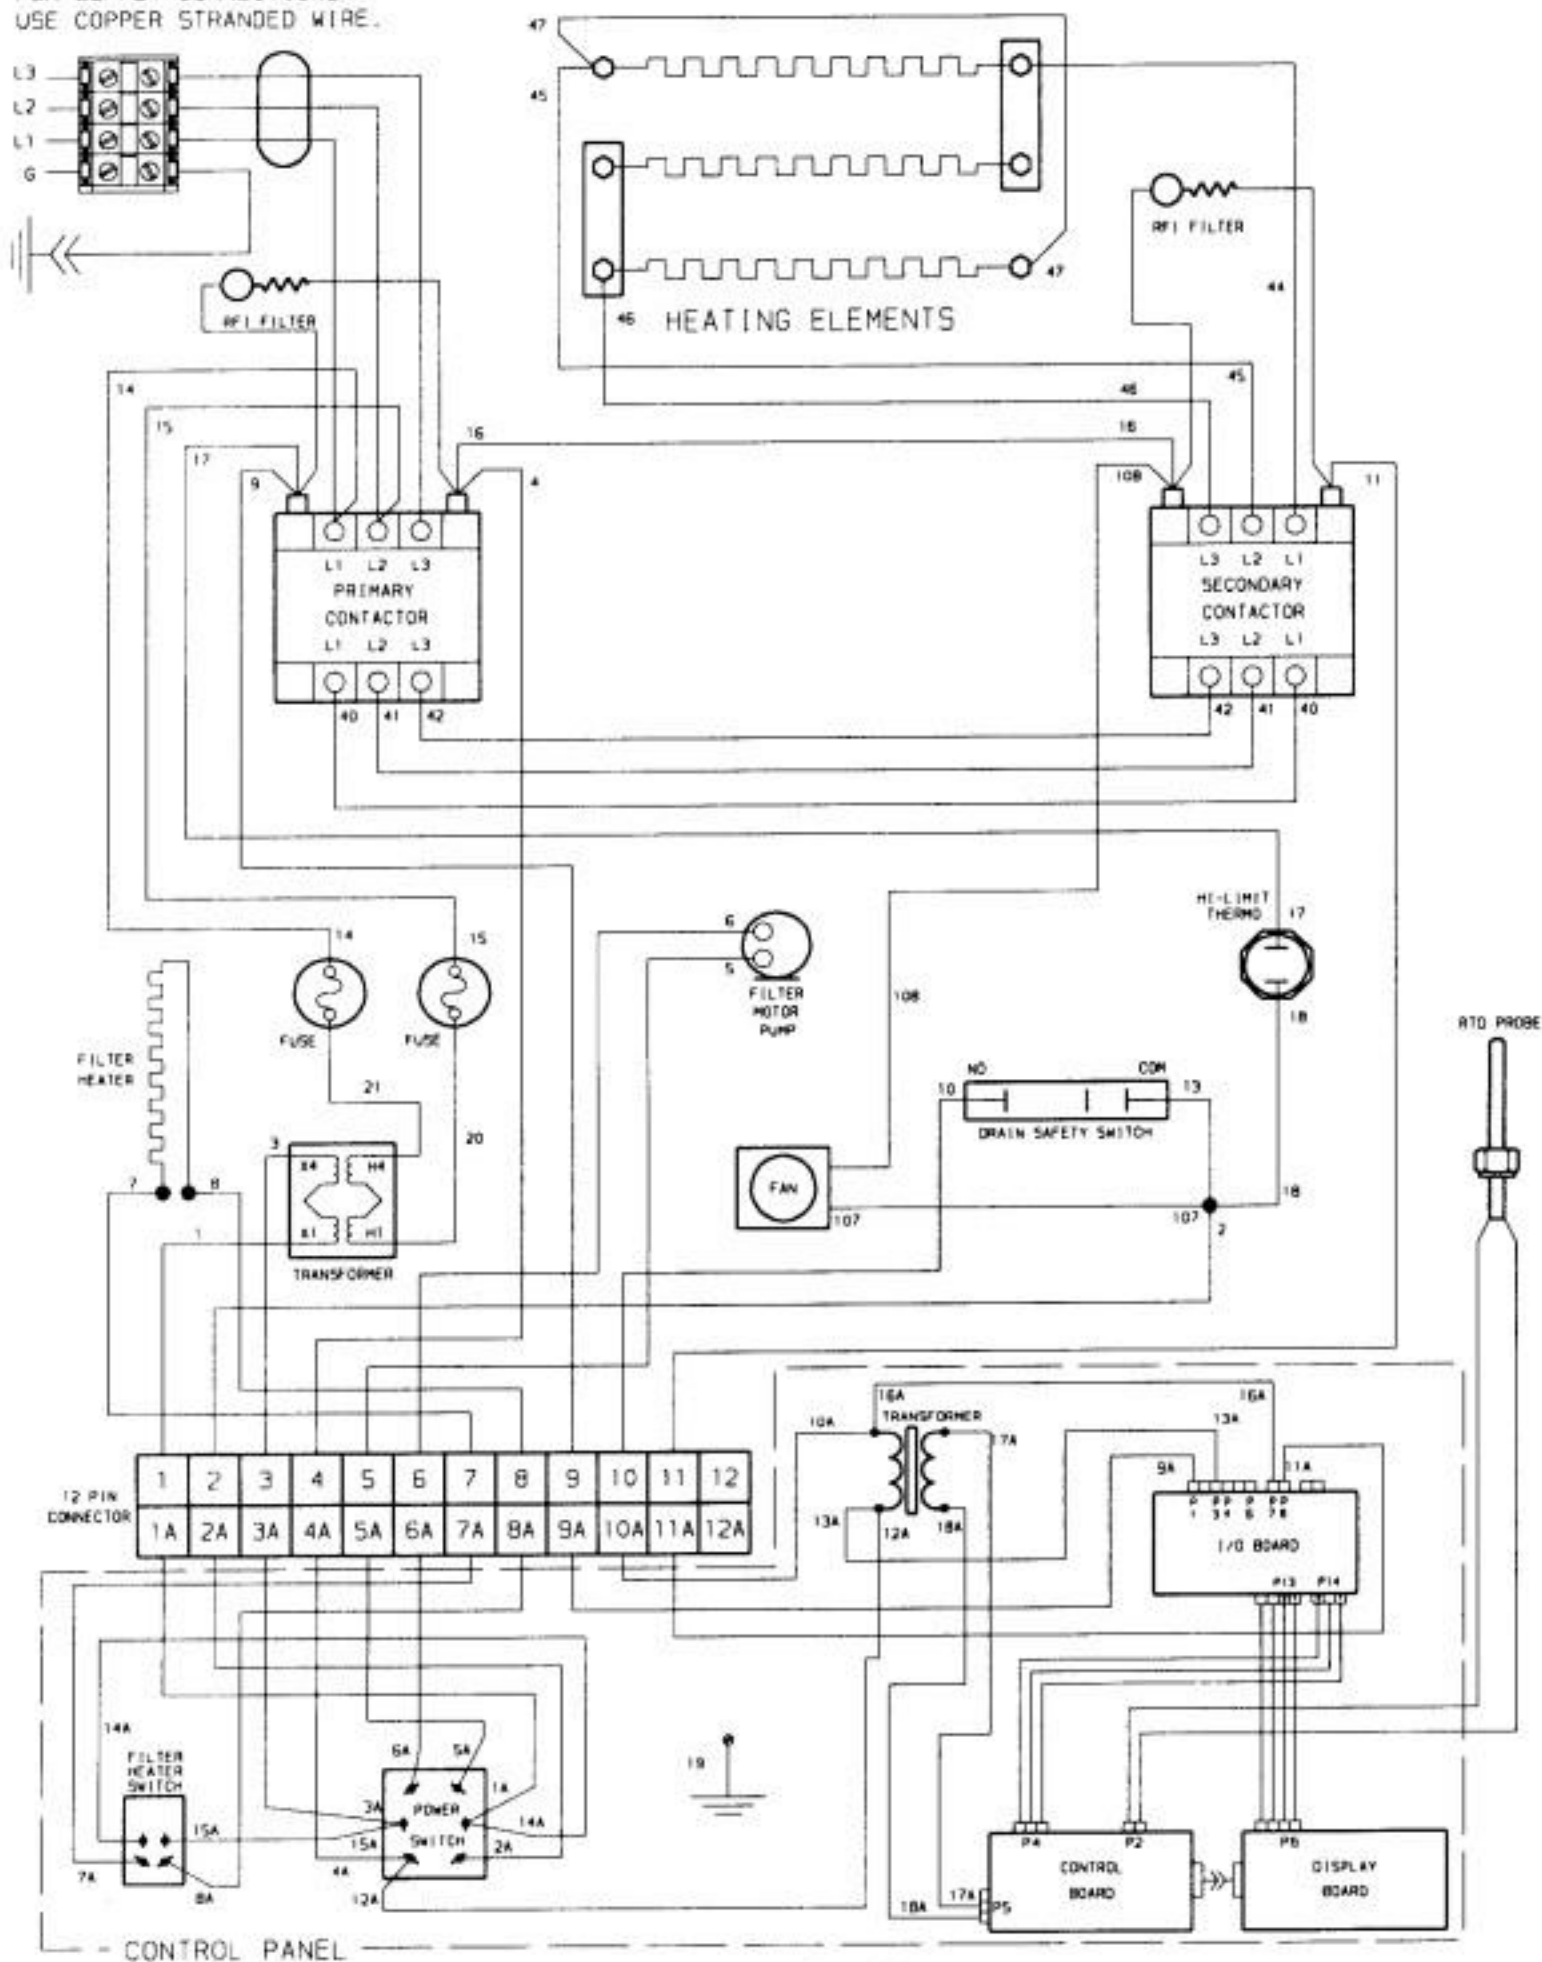 USE COPPER STRANDED WIRE.
L3
L2
L1
G
47
45
47
46
HEATING ELEMENTS
RFI FILTER
44
RFI FILTER
14
15
17
9
16
4
46
45
16
108
11
L1 L2 L3
PRIMARY
CONTACTOR
L1 L2 L3
40 41 42
L3 L2 L1
SECONDARY
CONTACTOR
L3 L2 L1
42 41 40
14
15
FUSE
FUSE
6
5
FILTER
MOTOR
PUMP
108
HI-LIMIT
THERMO
17
18
RTD PROBE
FILTER
HEATER
21
20
3
X4 H4
X1 H1
TRANSFORMER
7
8
1
NO
COM
10
13
DRAIN SAFETY SWITCH
FAN
107
107
2
18
12 PIN
CONNECTOR
1 2 3 4 5 6 7 8 9 10 11 12
1A 2A 3A 4A 5A 6A 7A 8A 9A 10A 11A 12A
16A
16A
10A
TRANSFORMER
17A
13A
13A
12A
18A
9A
11A
P1 P3 P4 P6 P7 P8
I/O BOARD
P13 P14
14A
FILTER
HEATER
SWITCH
15A
7A
8A
6A
5A
1A
3A
POWER
SWITCH
14A
15A
2A
4A
12A
19
P4 P2
CONTROL
BOARD
17A
18A
P5
P6
DISPLAY
BOARD
CONTROL PANEL